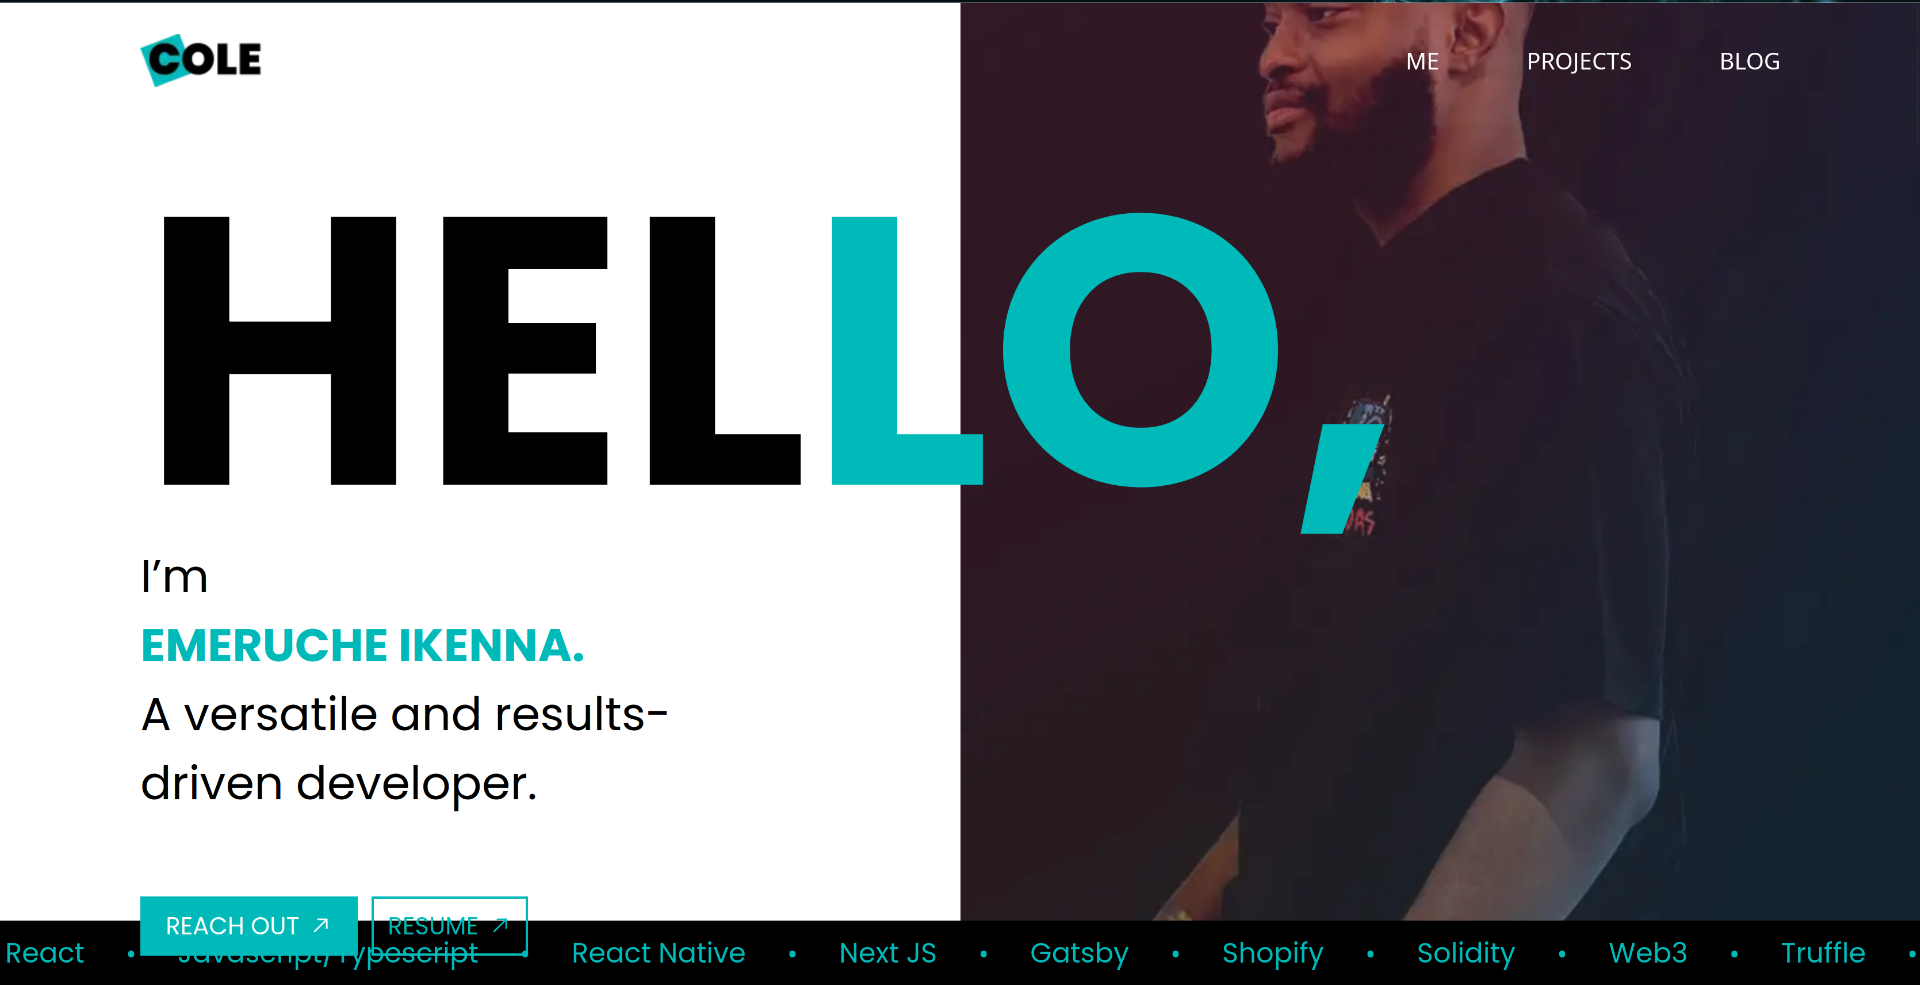 COLE
ME PROJECTS BLOG
HELLO,
I’m
EMERUCHE IKENNA.
A versatile and results-
driven developer.
REACH OUT RESUME
React • Javascript/Typescript • React Native • Next JS • Gatsby • Shopify • Solidity • Web3 • Truffle •